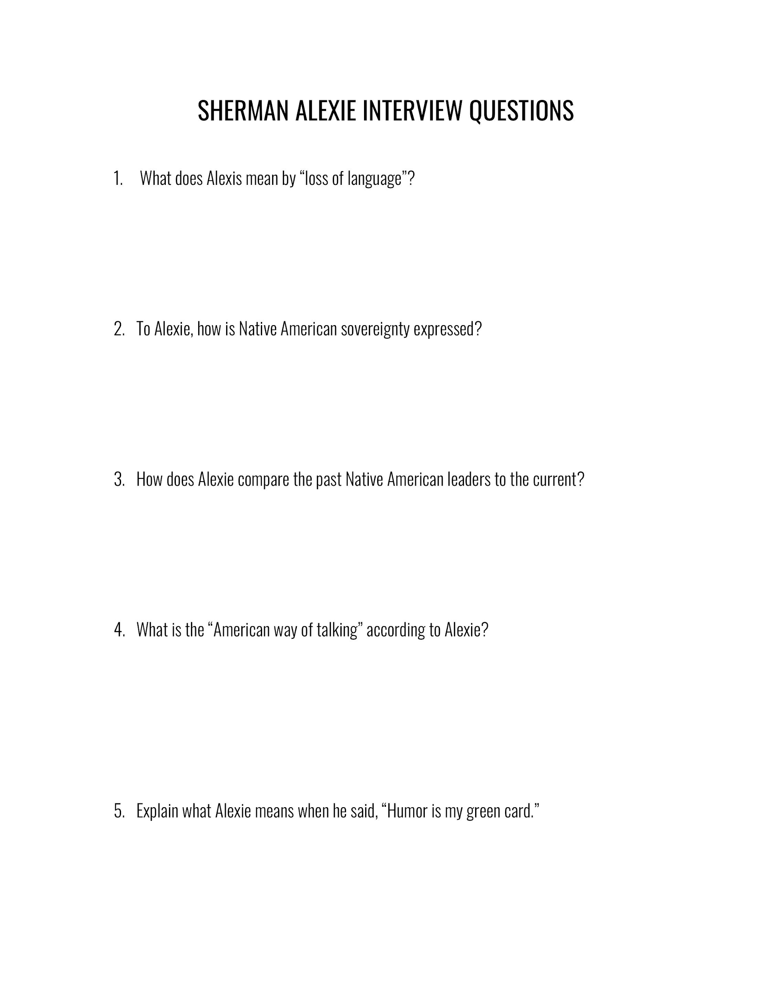 SHERMAN ALEXIE INTERVIEW QUESTIONS
1. What does Alexis mean by “loss of language”?
2. To Alexie, how is Native American sovereignty expressed?
3. How does Alexie compare the past Native American leaders to the current?
4. What is the “American way of talking” according to Alexie?
5. Explain what Alexie means when he said, “Humor is my green card.”